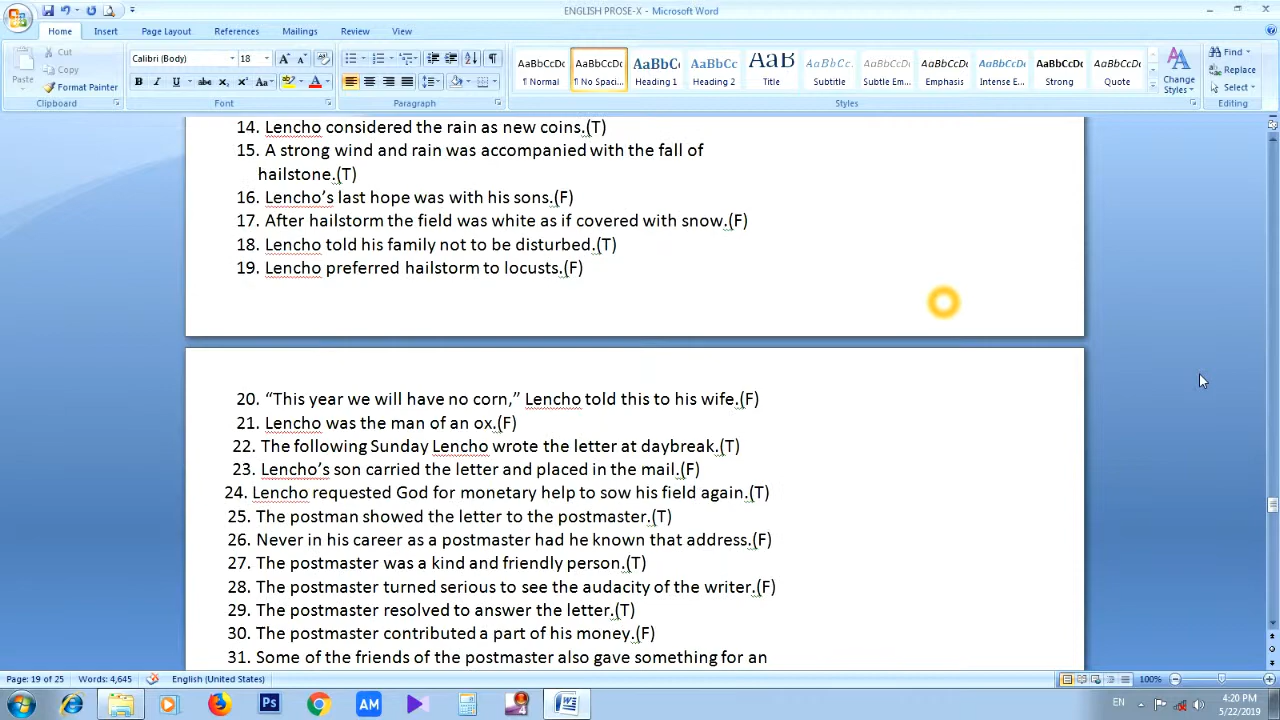 ENGLISH PROSE-X - Microsoft Word
Home Insert Page Layout References Mailings Review View
Paste
Cut
Copy
Format Painter
Clipboard
Calibri (Body) 18
Font
Paragraph
AaBbCcDc AaBbCcDc AaBbC AaBbCc AaB AaBbCc. AaBbCcDc AaBbCcDc AaBbCcDc AaBbCcDc AaBbCcDc
¶ Normal ¶ No Spaci... Heading 1 Heading 2 Title Subtitle Subtle Em... Emphasis Intense E... Strong Quote
Styles
Change Styles
Find
Replace
Select
Editing
14. Lencho considered the rain as new coins.(T)
15. A strong wind and rain was accompanied with the fall of
hailstone.(T)
16. Lencho’s last hope was with his sons.(F)
17. After hailstorm the field was white as if covered with snow.(F)
18. Lencho told his family not to be disturbed.(T)
19. Lencho preferred hailstorm to locusts.(F)
20. “This year we will have no corn,” Lencho told this to his wife.(F)
21. Lencho was the man of an ox.(F)
22. The following Sunday Lencho wrote the letter at daybreak.(T)
23. Lencho’s son carried the letter and placed in the mail.(F)
24. Lencho requested God for monetary help to sow his field again.(T)
25. The postman showed the letter to the postmaster.(T)
26. Never in his career as a postmaster had he known that address.(F)
27. The postmaster was a kind and friendly person.(T)
28. The postmaster turned serious to see the audacity of the writer.(F)
29. The postmaster resolved to answer the letter.(T)
30. The postmaster contributed a part of his money.(F)
31. Some of the friends of the postmaster also gave something for an
Page: 19 of 25 Words: 4,645 English (United States) 100%
Ps AM EN 4:20 PM
5/22/2019